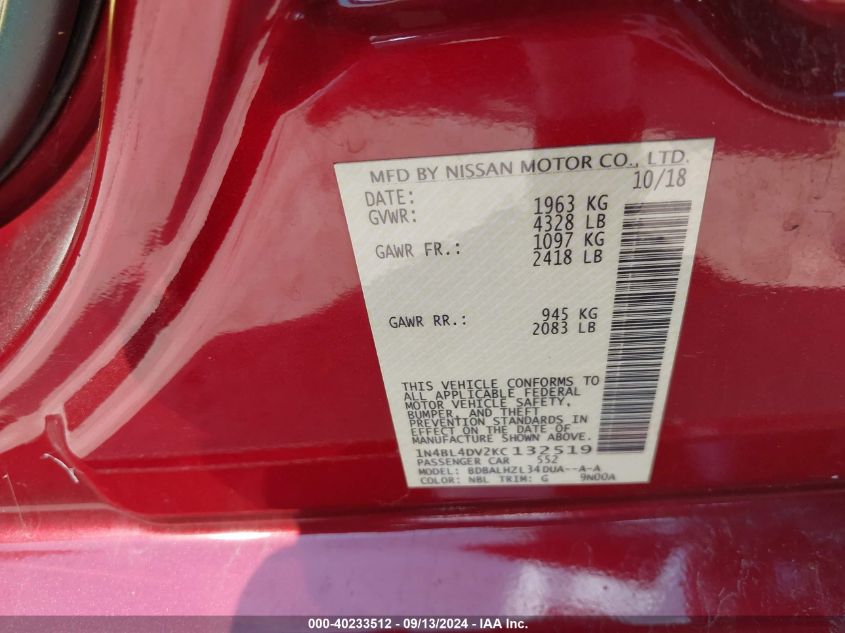 MFD BY NISSAN MOTOR CO., LTD.
DATE: 10/18
GVWR: 1963 KG
4328 LB
GAWR FR.: 1097 KG
2418 LB
GAWR RR.: 945 KG
2083 LB
THIS VEHICLE CONFORMS TO
ALL APPLICABLE FEDERAL
MOTOR VEHICLE SAFETY,
BUMPER, AND THEFT
PREVENTION STANDARDS IN
EFFECT ON THE DATE OF
MANUFACTURE SHOWN ABOVE.
1N4BL4DV2KC132519
PASSENGER CAR 552
MODEL: BDBALHZL34DUA--A-A
COLOR: NBL TRIM: G 9N00A
000-40233512 - 09/13/2024 - IAA Inc.